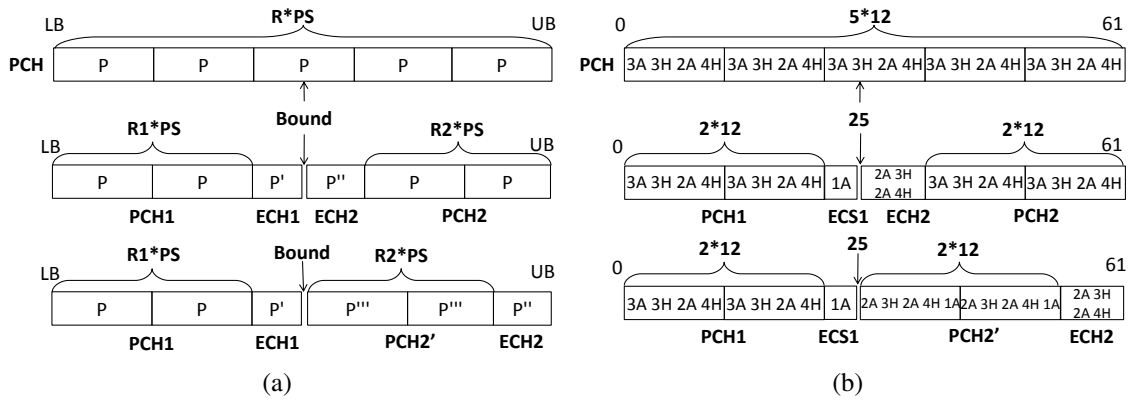 LB R*PS UB
PCH P P P P P
Bound
LB R1*PS R2*PS UB
P P P' P'' P P
PCH1 ECH1 ECH2 PCH2
LB R1*PS Bound R2*PS UB
P P P' P''' P''' P''
PCH1 ECH1 PCH2' ECH2
(a)
0 5*12 61
PCH 3A 3H 2A 4H 3A 3H 2A 4H 3A 3H 2A 4H 3A 3H 2A 4H 3A 3H 2A 4H
25
0 2*12 2*12 61
3A 3H 2A 4H 3A 3H 2A 4H 1A 2A 3H 3A 3H 2A 4H 3A 3H 2A 4H
2A 4H
PCH1 ECS1 ECH2 PCH2
0 2*12 25 2*12 61
3A 3H 2A 4H 3A 3H 2A 4H 1A 2A 3H 2A 4H 1A 2A 3H 2A 4H 1A 2A 3H
2A 4H
PCH1 ECS1 PCH2' ECH2
(b)